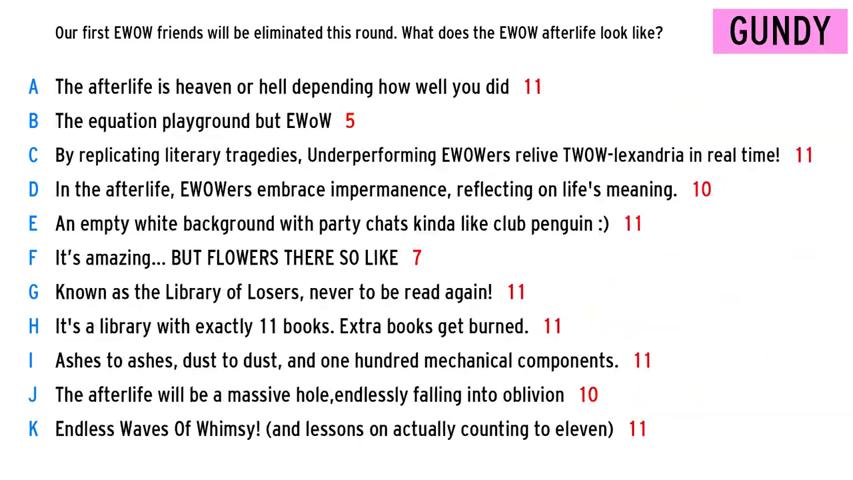 Our first EWOW friends will be eliminated this round. What does the EWOW afterlife look like?
GUNDY
A The afterlife is heaven or hell depending how well you did 11
B The equation playground but EWoW 5
C By replicating literary tragedies, Underperforming EWOWers relive TWOW-lexandria in real time! 11
D In the afterlife, EWOWers embrace impermanence, reflecting on life's meaning. 10
E An empty white background with party chats kinda like club penguin :) 11
F It's amazing... BUT FLOWERS THERE SO LIKE 7
G Known as the Library of Losers, never to be read again! 11
H It's a library with exactly 11 books. Extra books get burned. 11
I Ashes to ashes, dust to dust, and one hundred mechanical components. 11
J The afterlife will be a massive hole,endlessly falling into oblivion 10
K Endless Waves Of Whimsy! (and lessons on actually counting to eleven) 11